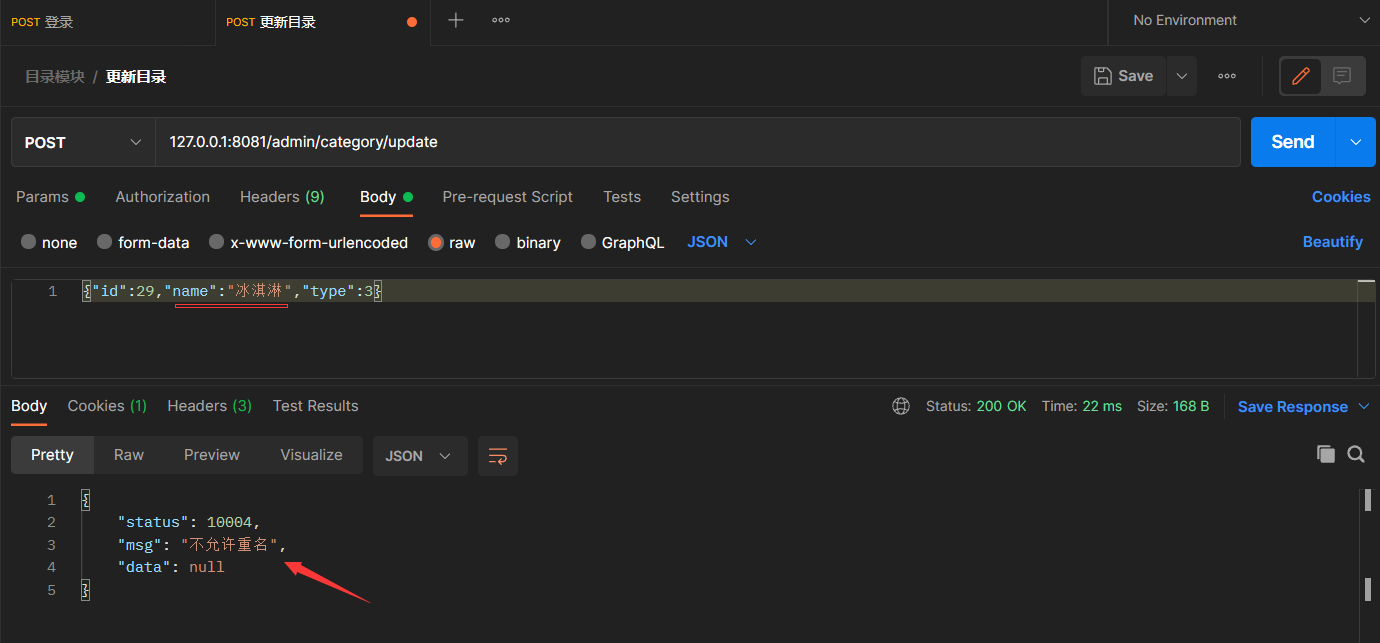 POST 登录
POST 更新目录
No Environment
目录模块 / 更新目录
Save
POST
127.0.0.1:8081/admin/category/update
Send
Params
Authorization
Headers (9)
Body
Pre-request Script
Tests
Settings
Cookies
none
form-data
x-www-form-urlencoded
raw
binary
GraphQL
JSON
Beautify
1 {"id":29,"name":"冰淇淋","type":3}
Body
Cookies (1)
Headers (3)
Test Results
Status: 200 OK
Time: 22 ms
Size: 168 B
Save Response
Pretty
Raw
Preview
Visualize
JSON
1 {
2 "status": 10004,
3 "msg": "不允许重名",
4 "data": null
5 }